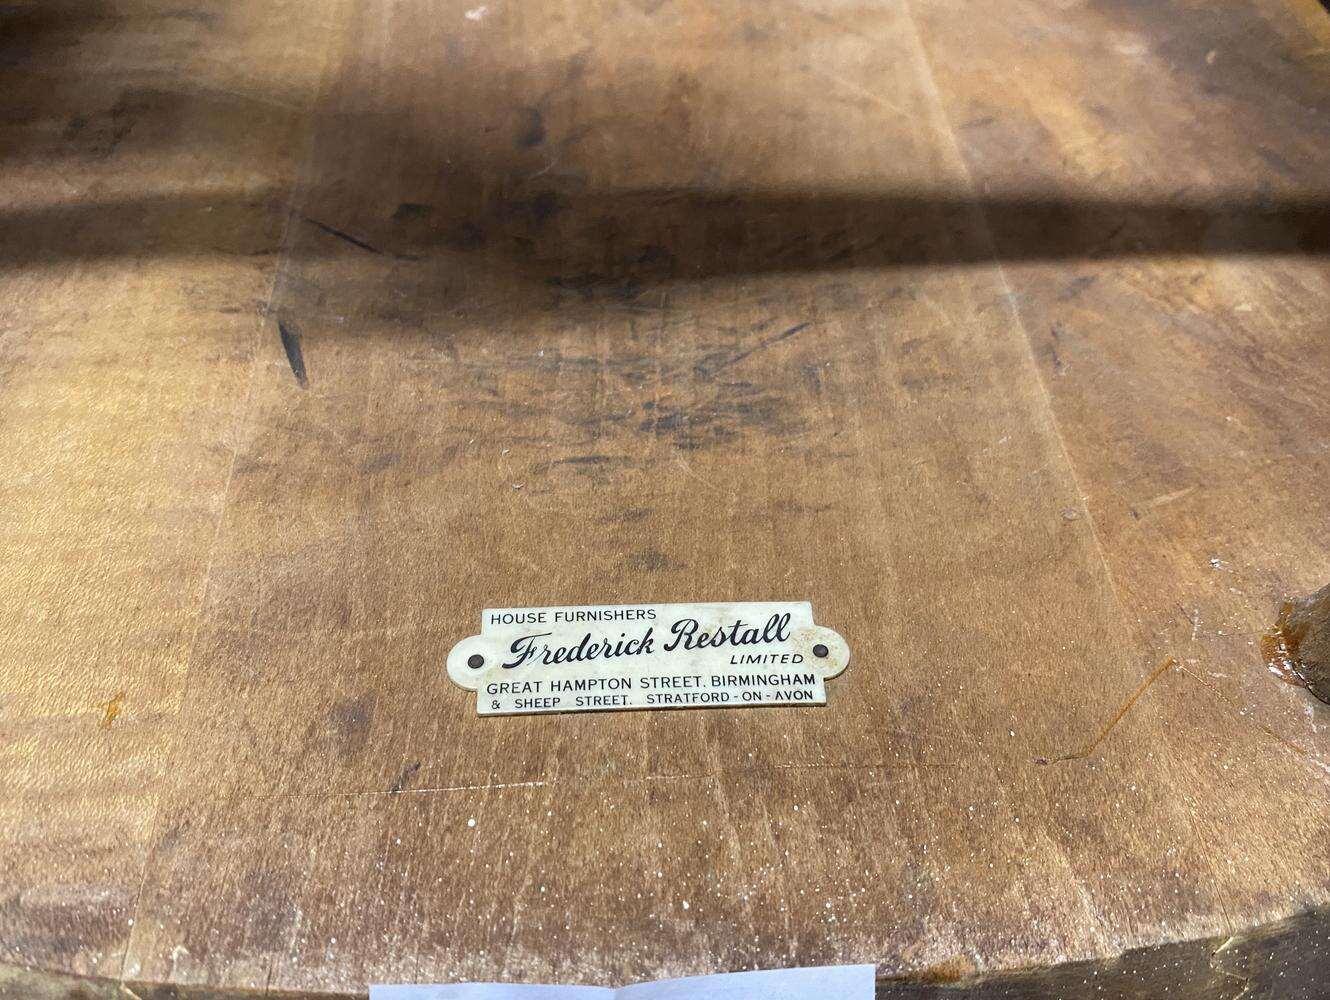 HOUSE FURNISHERS
Frederick Restall
LIMITED
GREAT HAMPTON STREET. BIRMINGHAM
& SHEEP STREET. STRATFORD-ON-AVON